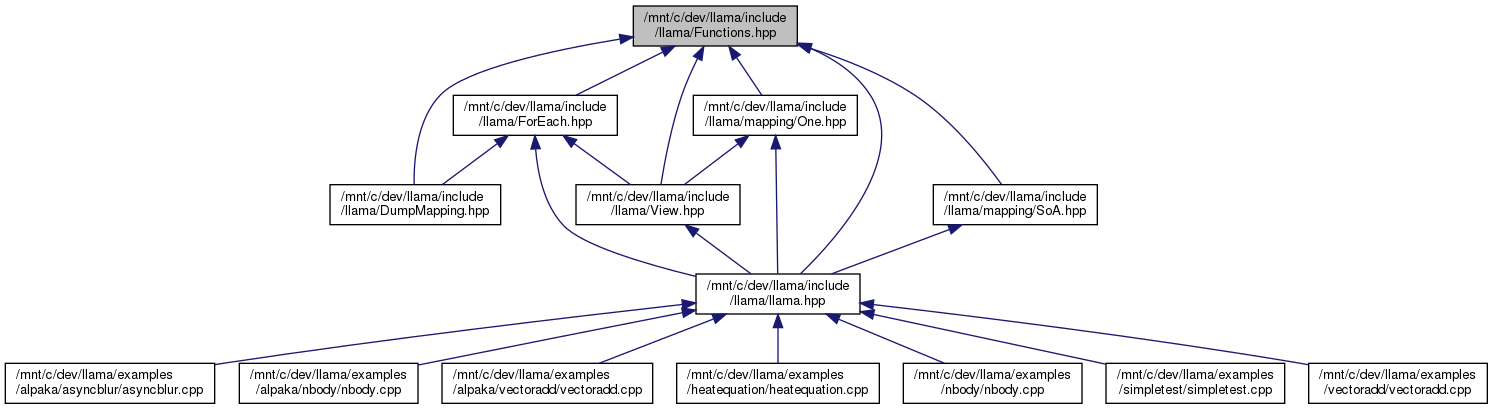 /mnt/c/dev/llama/include
/llama/Functions.hpp
/mnt/c/dev/llama/include
/llama/ForEach.hpp
/mnt/c/dev/llama/include
/llama/mapping/One.hpp
/mnt/c/dev/llama/include
/llama/DumpMapping.hpp
/mnt/c/dev/llama/include
/llama/View.hpp
/mnt/c/dev/llama/include
/llama/mapping/SoA.hpp
/mnt/c/dev/llama/include
/llama/llama.hpp
/mnt/c/dev/llama/examples
/alpaka/asyncblur/asyncblur.cpp
/mnt/c/dev/llama/examples
/alpaka/nbody/nbody.cpp
/mnt/c/dev/llama/examples
/alpaka/vectoradd/vectoradd.cpp
/mnt/c/dev/llama/examples
/heatequation/heatequation.cpp
/mnt/c/dev/llama/examples
/nbody/nbody.cpp
/mnt/c/dev/llama/examples
/simpletest/simpletest.cpp
/mnt/c/dev/llama/examples
/vectoradd/vectoradd.cpp